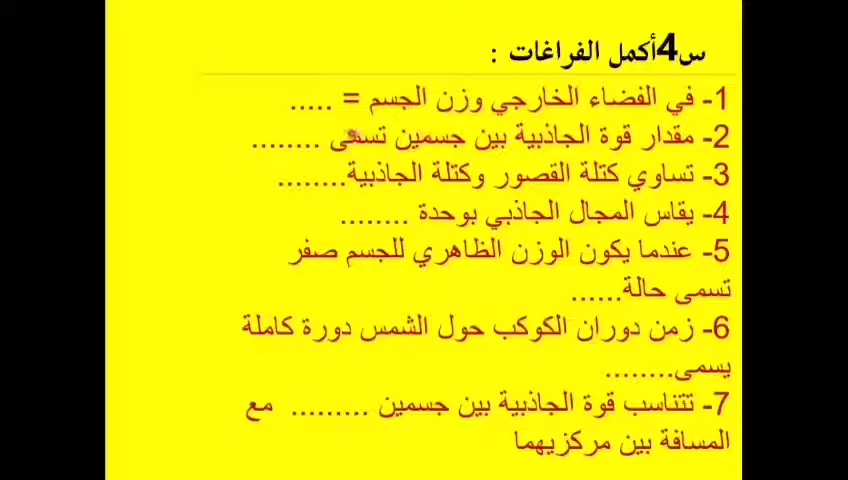 س4أكمل الفراغات :
1- في الفضاء الخارجي وزن الجسم = .....
2- مقدار قوة الجاذبية بين جسمين تسمى ........
3- تساوي كتلة القصور وكتلة الجاذبية........
4- يقاس المجال الجاذبي بوحدة ........
5- عندما يكون الوزن الظاهري للجسم صفر
تسمى حالة......
6- زمن دوران الكوكب حول الشمس دورة كاملة
يسمى........
7- تتناسب قوة الجاذبية بين جسمين ......... مع
المسافة بين مركزيهما